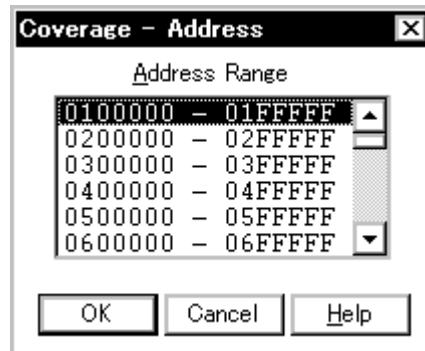 Coverage - Address
Address Range
0100000 - 01FFFFF
0200000 - 02FFFFF
0300000 - 03FFFFF
0400000 - 04FFFFF
0500000 - 05FFFFF
0600000 - 06FFFFF
OK Cancel Help